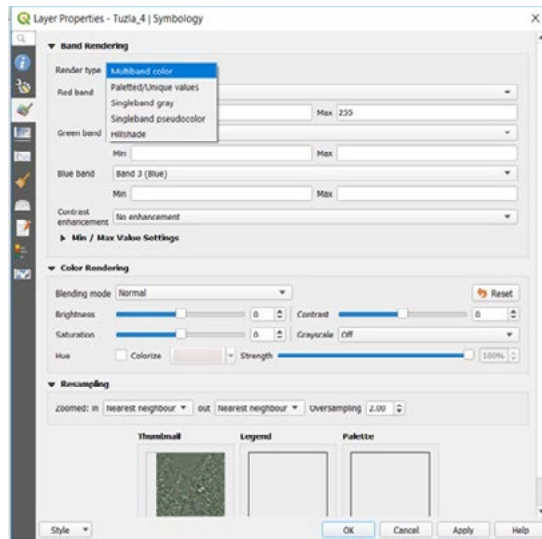 Layer Properties - Tuzla_4 | Symbology
Band Rendering
Render type Multiband color
Paletted/Unique values
Singleband gray
Singleband pseudocolor
Hillshade
Red band
Max 255
Green band
Min Max
Blue band Band 3 (Blue)
Min Max
Contrast enhancement No enhancement
Min / Max Value Settings
Color Rendering
Blending mode Normal Reset
Brightness 0 Contrast 0
Saturation 0 Grayscale Off
Hue Colorize Strength 100%
Resampling
Zoomed: in Nearest neighbour out Nearest neighbour Oversampling 2.00
Thumbnail Legend Palette
Style OK Cancel Apply Help